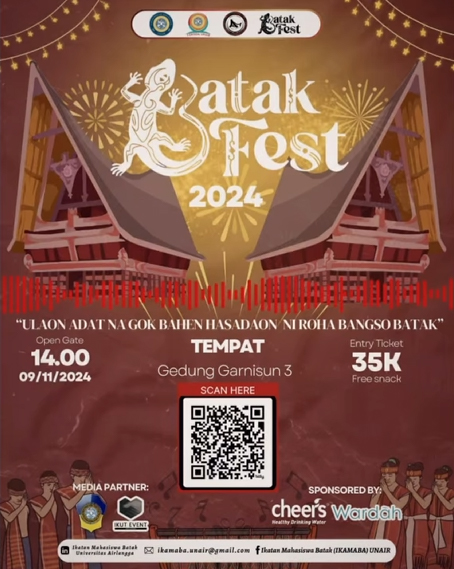 Batak Fest
Batak
Fest
2024
“ULAON ADAT NA GOK BAHEN HASADAON NI ROHA BANGSO BATAK”
Open Gate
14.00
09/11/2024
TEMPAT
Gedung Garnisun 3
Entry Ticket
35K
Free snack
SCAN HERE
MEDIA PARTNER:
IKUT EVENT
SPONSORED BY:
cheers
Healthy Drinking Water
Wardah
Ikatan Mahasiswa Batak
Universitas Airlangga
ikamaba.unair@gmail.com
Ikatan Mahasiswa Batak (IKAMABA) UNAIR